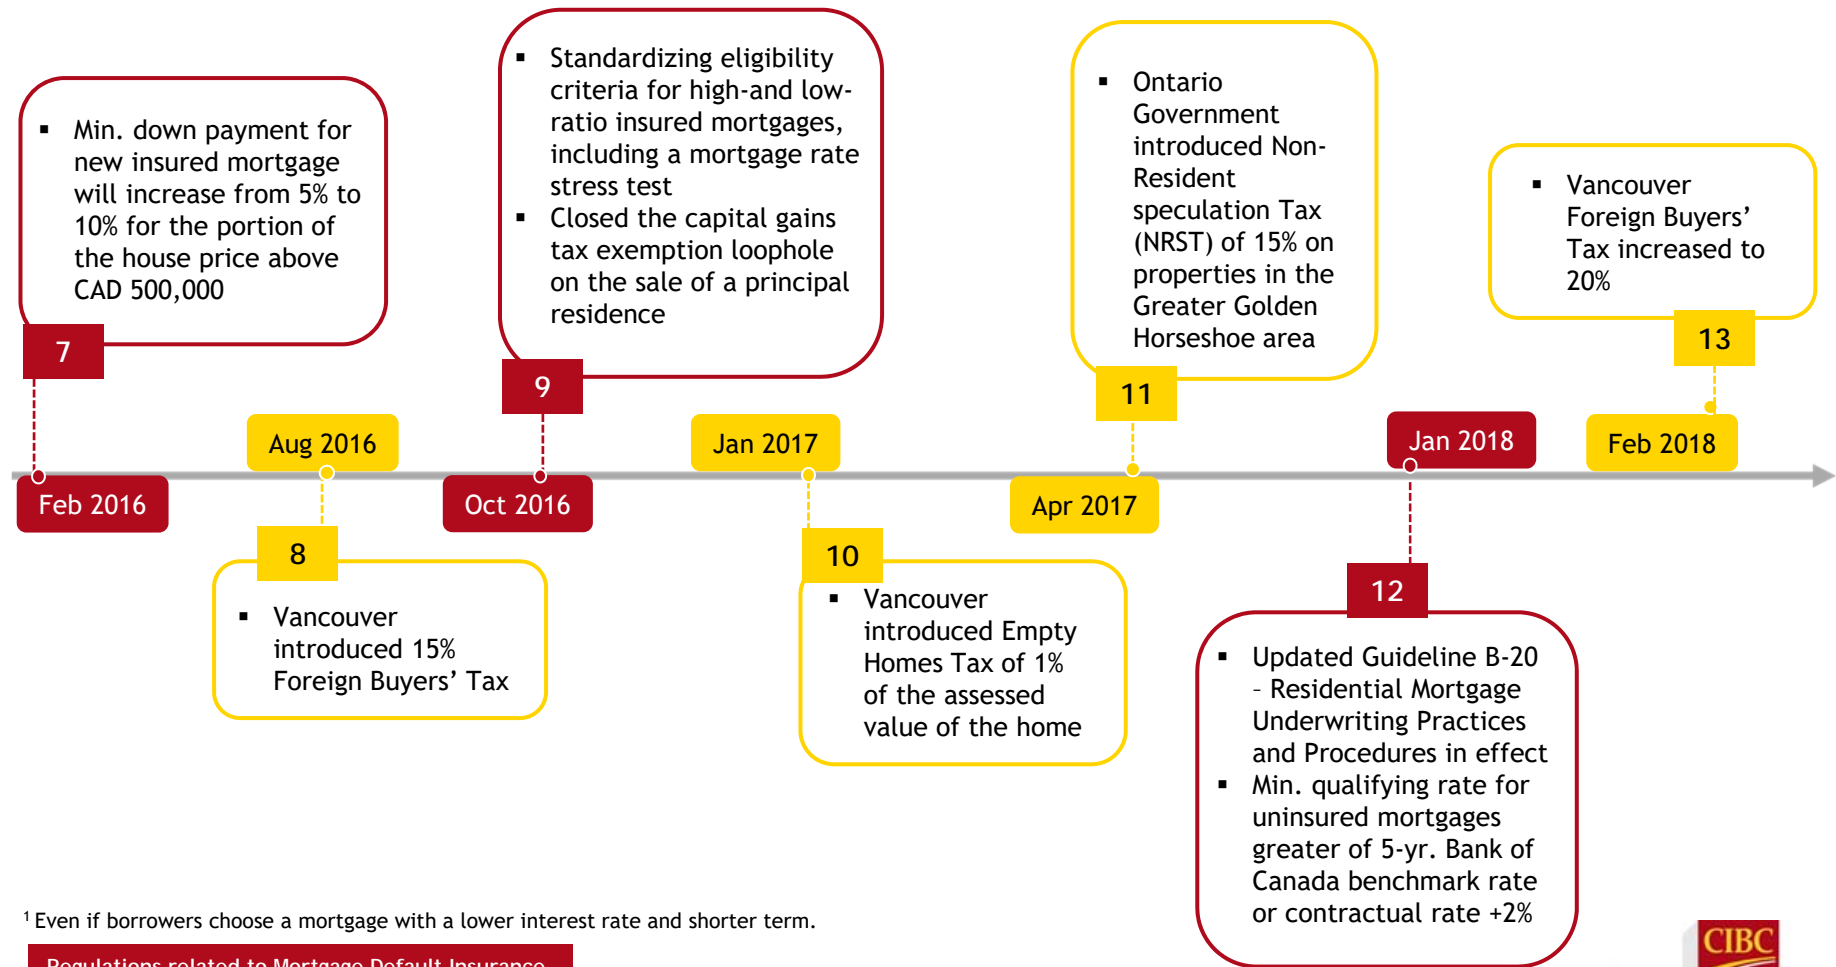 ▪ Min. down payment for
new insured mortgage
will increase from 5% to
10% for the portion of
the house price above
CAD 500,000
7
Feb 2016
Aug 2016
8
▪ Vancouver
introduced 15%
Foreign Buyers’ Tax
▪ Standardizing eligibility
criteria for high-and low-
ratio insured mortgages,
including a mortgage rate
stress test
▪ Closed the capital gains
tax exemption loophole
on the sale of a principal
residence
9
Oct 2016
Jan 2017
10
▪ Vancouver
introduced Empty
Homes Tax of 1%
of the assessed
value of the home
▪ Ontario
Government
introduced Non-
Resident
speculation Tax
(NRST) of 15% on
properties in the
Greater Golden
Horseshoe area
11
Apr 2017
Jan 2018
12
▪ Updated Guideline B-20
– Residential Mortgage
Underwriting Practices
and Procedures in effect
▪ Min. qualifying rate for
uninsured mortgages
greater of 5-yr. Bank of
Canada benchmark rate
or contractual rate +2%
▪ Vancouver
Foreign Buyers’
Tax increased to
20%
13
Feb 2018
1 Even if borrowers choose a mortgage with a lower interest rate and shorter term.
Regulations related to Mortgage Default Insurance
CIBC